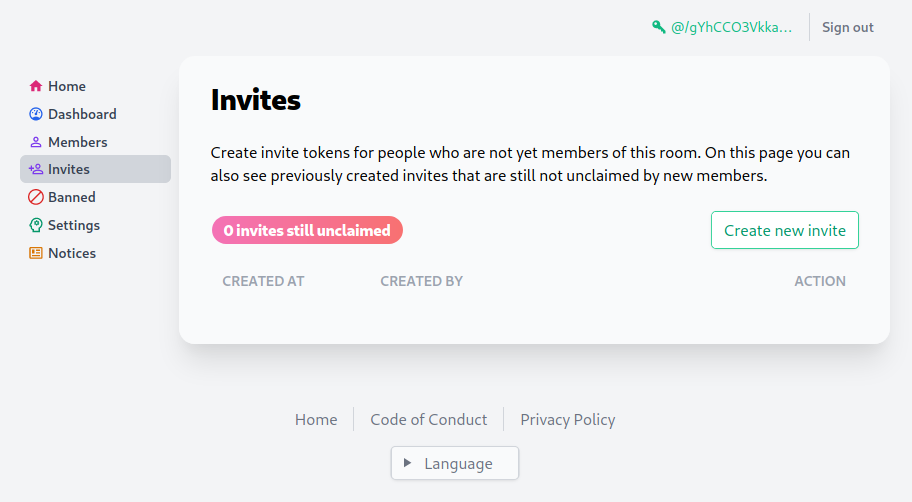 @/gYhCCO3Vkka...
Sign out
Home
Dashboard
Members
Invites
Banned
Settings
Notices
Invites
Create invite tokens for people who are not yet members of this room. On this page you can
also see previously created invites that are still not unclaimed by new members.
0 invites still unclaimed
Create new invite
CREATED AT
CREATED BY
ACTION
Home
Code of Conduct
Privacy Policy
Language